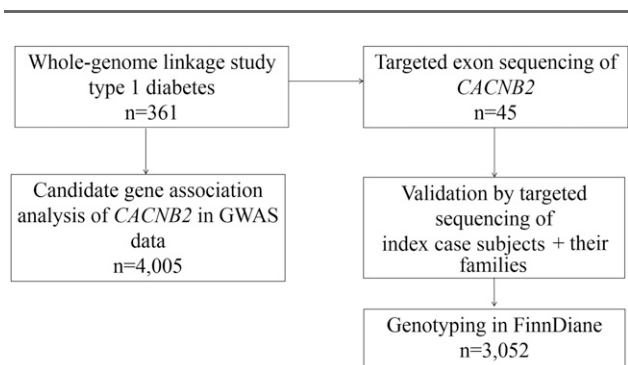 Whole-genome linkage study
type 1 diabetes
n=361
Targeted exon sequencing of
CACNB2
n=45
Candidate gene association
analysis of CACNB2 in GWAS
data
n=4,005
Validation by targeted
sequencing of
index case subjects + their
families
Genotyping in FinnDiane
n=3,052